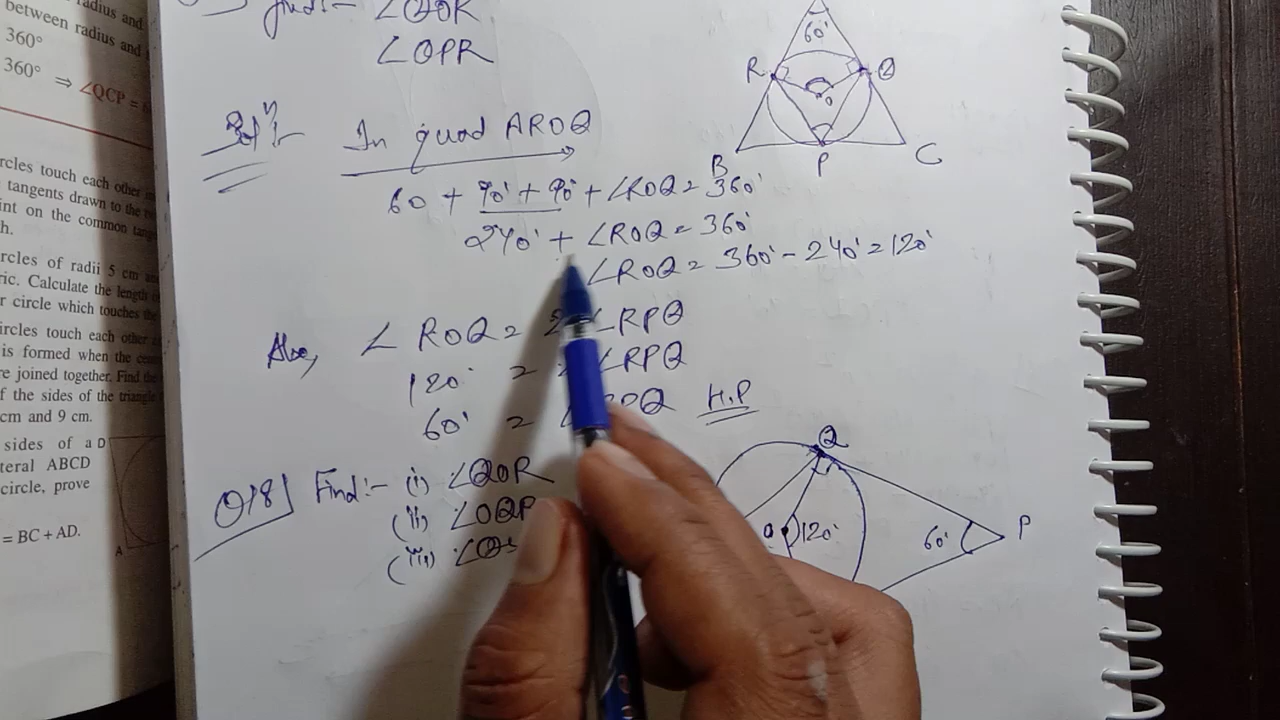 radius and
between radius and
360°
360° ⇒ ∠QCP =
rcles touch each other
tangents drawn to the
int on the common tang
h.
rcles of radii 5 cm
ric. Calculate the length
r circle which touches the
ircles touch each other
is formed when the
re joined together. Find the
f the sides of the triangle
cm and 9 cm.
sides of a D
teral ABCD
circle, prove
= BC + AD.
A
find:- ∠QOR
∠QPR
60°
R Q
O
B P C
Sol^n:- In quad AROQ
60 + 90° + 90° + ∠ROQ = 360°
240° + ∠ROQ = 360°
∠ROQ = 360° - 240° = 120°
Also, ∠ROQ = 2∠RPQ
120° = 2∠RPQ
60° = ∠RPQ H.P
Q18] Find:- (i) ∠QOR
(ii) ∠OQP
(iii)
Q
O 120° 60° P